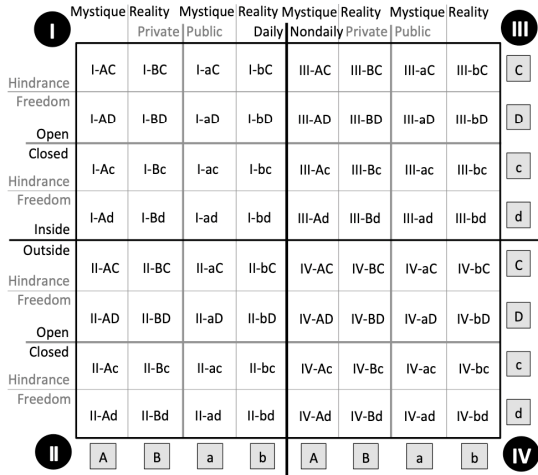 Mystique Reality Mystique Reality Mystique Reality Mystique Reality
I Private Public Daily Nondaily Private Public III
Hindrance I-AC I-BC I-aC I-bC III-AC III-BC III-aC III-bC C
Freedom
Open I-AD I-BD I-aD I-bD III-AD III-BD III-aD III-bD D
Closed
Hindrance I-Ac I-Bc I-ac I-bc III-Ac III-Bc III-ac III-bc c
Freedom
Inside I-Ad I-Bd I-ad I-bd III-Ad III-Bd III-ad III-bd d
Outside
Hindrance II-AC II-BC II-aC II-bC IV-AC IV-BC IV-aC IV-bC C
Freedom
Open II-AD II-BD II-aD II-bD IV-AD IV-BD IV-aD IV-bD D
Closed
Hindrance II-Ac II-Bc II-ac II-bc IV-Ac IV-Bc IV-ac IV-bc c
Freedom
II-Ad II-Bd II-ad II-bd IV-Ad IV-Bd IV-ad IV-bd d
II A B a b A B a b IV